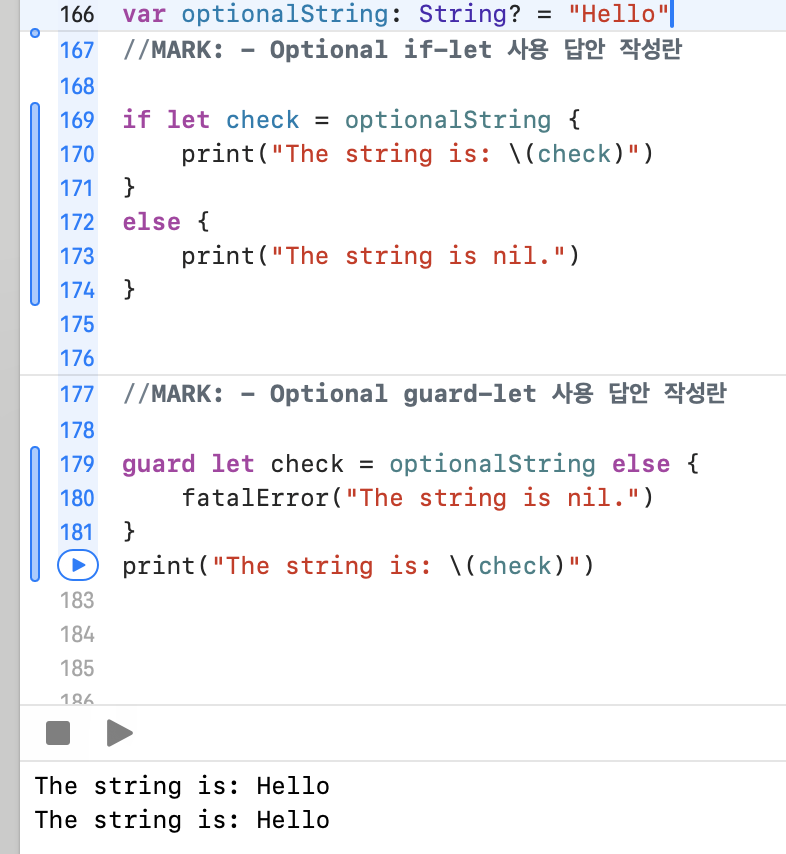 166 var optionalString: String? = "Hello"
167 //MARK: - Optional if-let 사용 답안 작성란
168
169 if let check = optionalString {
170 print("The string is: \(check)")
171 }
172 else {
173 print("The string is nil.")
174 }
175
176
177 //MARK: - Optional guard-let 사용 답안 작성란
178
179 guard let check = optionalString else {
180 fatalError("The string is nil.")
181 }
print("The string is: \(check)")
183
184
185
186
The string is: Hello
The string is: Hello